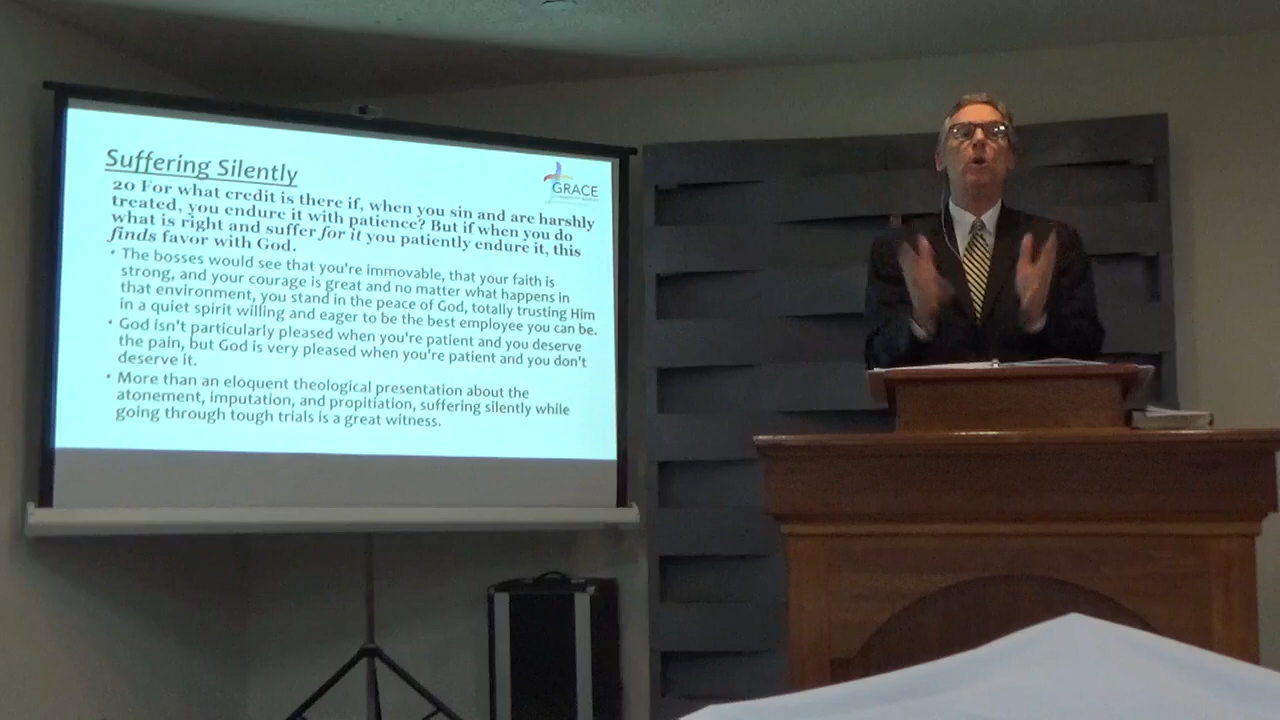 Suffering Silently
GRACE
20 For what credit is there if, when you sin and are harshly
treated, you endure it with patience? But if when you do
what is right and suffer for it you patiently endure it, this
finds favor with God.
• The bosses would see that you're immovable, that your faith is
strong, and your courage is great and no matter what happens in
that environment, you stand in the peace of God, totally trusting Him
in a quiet spirit willing and eager to be the best employee you can be.
• God isn't particularly pleased when you're patient and you deserve
the pain, but God is very pleased when you're patient and you don't
deserve it.
• More than an eloquent theological presentation about the
atonement, imputation, and propitiation, suffering silently while
going through tough trials is a great witness.